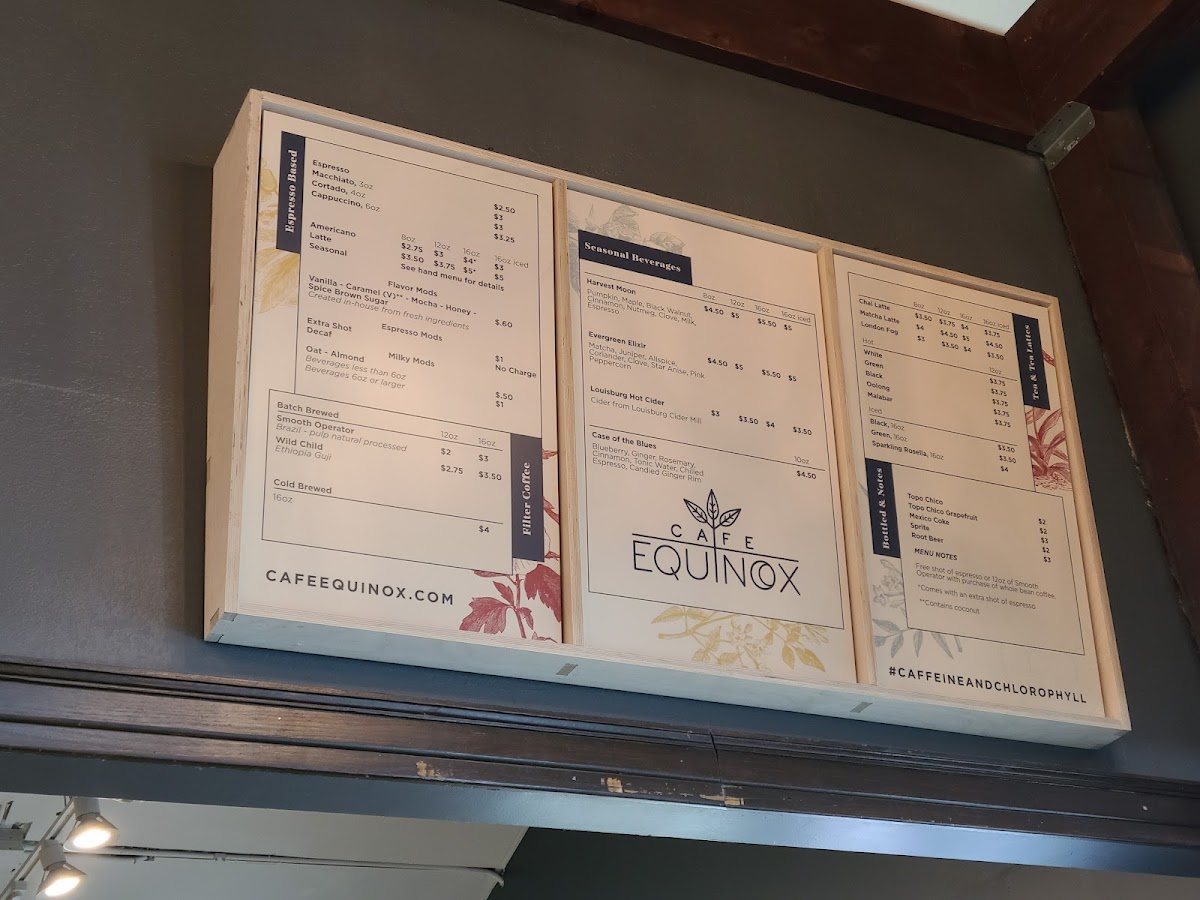 Espresso Based
Espresso $2.50
Macchiato, 3oz $3
Cortado, 4oz $3
Cappuccino, 6oz $3.25
8oz 12oz 16oz 16oz iced
Americano $2.75 $3 $4* $3
Latte $3.50 $3.75 $5* $5
Seasonal See hand menu for details
Flavor Mods
Vanilla - Caramel (V)** - Mocha - Honey -
Spice Brown Sugar $.60
Created in-house from fresh ingredients
Espresso Mods
Extra Shot $1
Decaf No Charge
Milky Mods
Oat - Almond
Beverages less than 6oz $.50
Beverages 6oz or larger $1
Filter Coffee
Batch Brewed 12oz 16oz
Smooth Operator $2 $3
Brazil - pulp natural processed
Wild Child $2.75 $3.50
Ethiopia Guji
Cold Brewed
16oz $4
CAFEEQUINOX.COM
Seasonal Beverages
8oz 12oz 16oz 16oz iced
Harvest Moon $4.50 $5 $5.50 $5
Pumpkin, Maple, Black Walnut,
Cinnamon, Nutmeg, Clove, Milk,
Espresso
Evergreen Elixir $4.50 $5 $5.50 $5
Matcha, Juniper, Allspice,
Coriander, Clove, Star Anise, Pink
Peppercorn
Louisburg Hot Cider $3 $3.50 $4 $3.50
Cider from Louisburg Cider Mill
Case of the Blues 10oz
Blueberry, Ginger, Rosemary, $4.50
Cinnamon, Tonic Water, Chilled
Espresso, Candied Ginger Rim
CAFE
EQUINOX
Tea & Tea Lattes
8oz 12oz 16oz 16oz iced
Chai Latte $3.50 $3.75 $4 $3.75
Matcha Latte $4 $4.50 $5 $4.50
London Fog $3 $3.50 $4 $3.50
Hot 12oz
White $3.75
Green $3.75
Black $3.75
Oolong $3.75
Malabar $3.75
Iced
Black, 16oz $3.50
Green, 16oz $3.50
Sparkling Rosella, 16oz $4
Bottled & Notes
Topo Chico $2
Topo Chico Grapefruit $2
Mexico Coke $3
Sprite $2
Root Beer $3
MENU NOTES
Free shot of espresso or 12oz of Smooth
Operator with purchase of whole bean coffee.
*Comes with an extra shot of espresso
**Contains coconut
#CAFFEINEANDCHLOROPHYLL